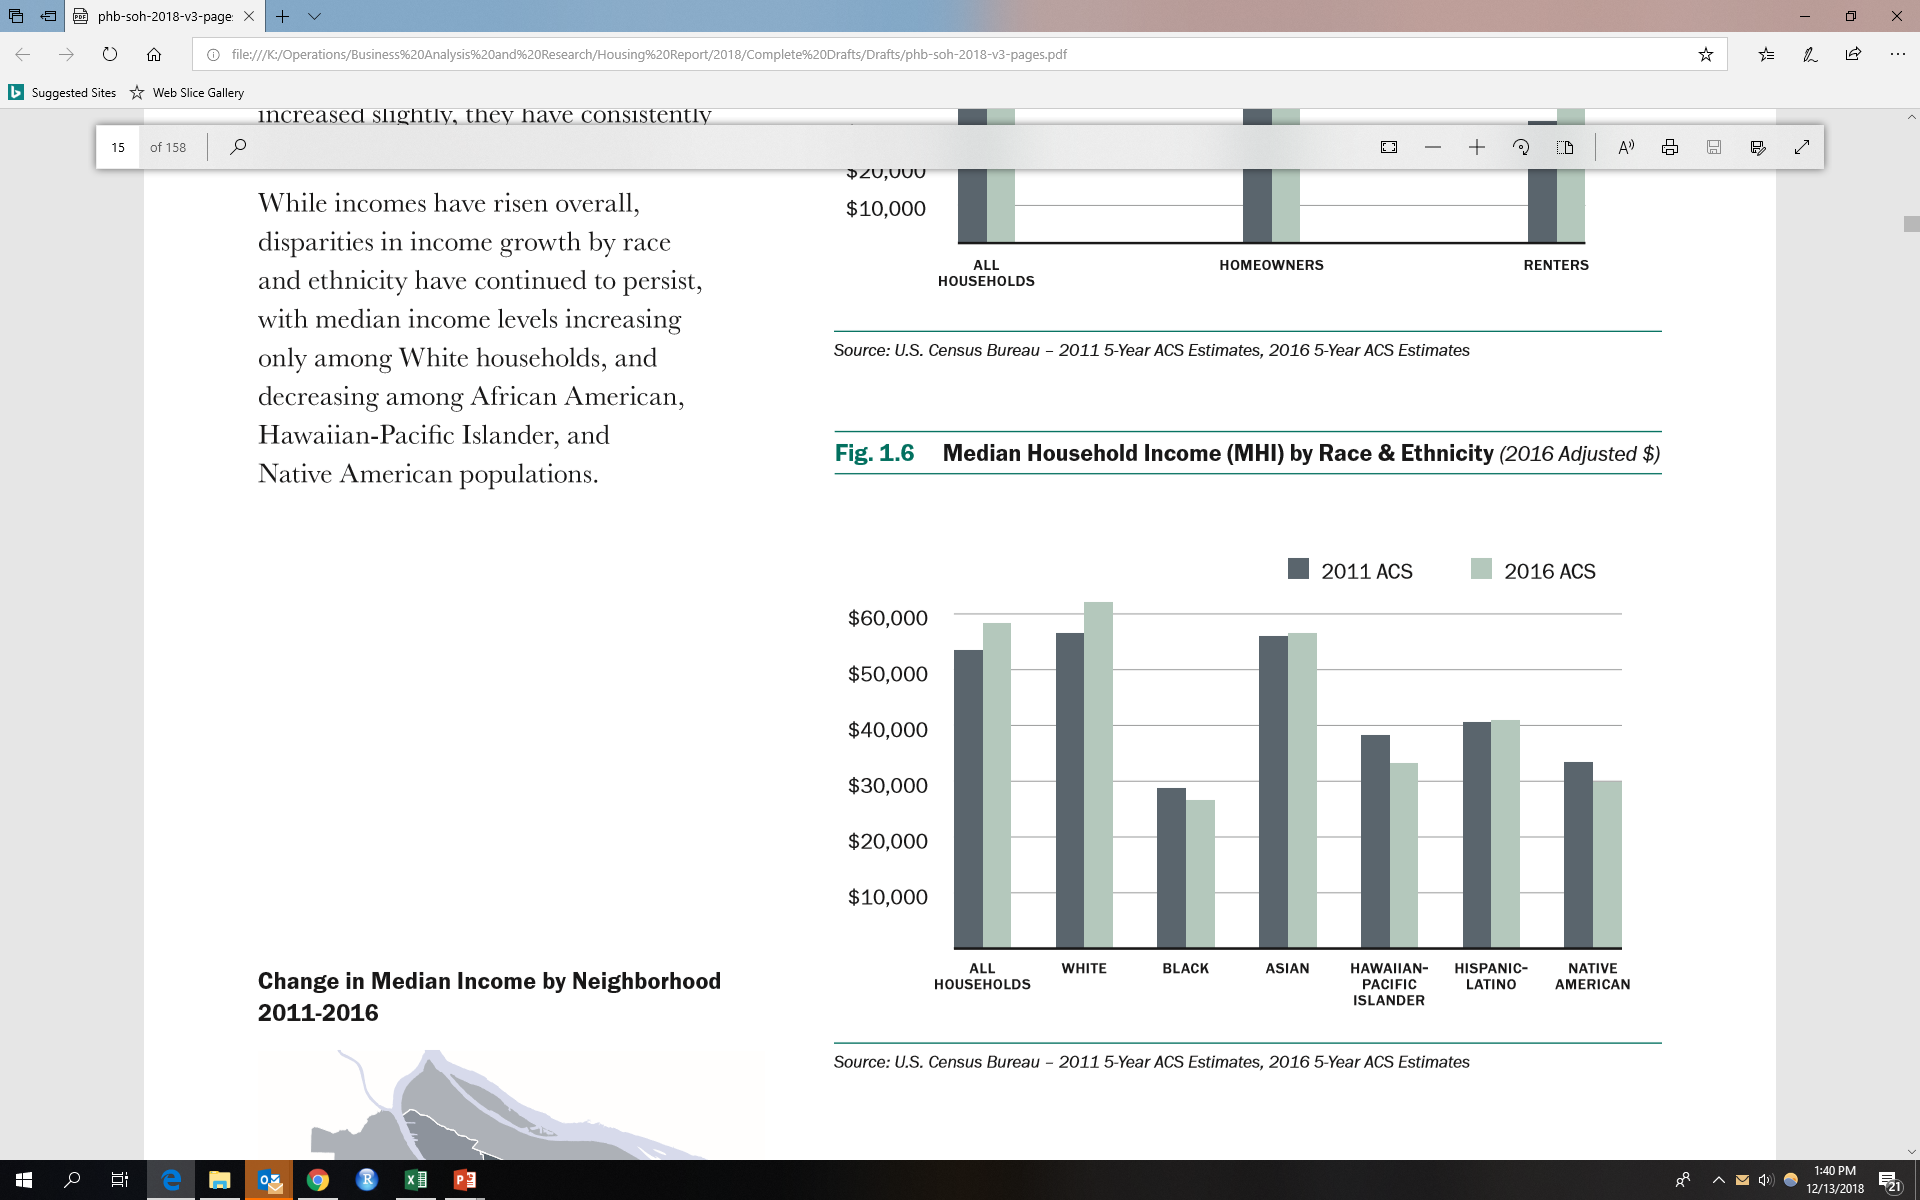 phb-soh-2018-v3-page:
file:///K:/Operations/Business%20Analysis%20and%20Research/Housing%20Report/2018/Complete%20Drafts/Drafts/phb-soh-2018-v3-pages.pdf
Suggested Sites
Web Slice Gallery
increased slightly, they have consistently
15 of 158
While incomes have risen overall,
disparities in income growth by race
and ethnicity have continued to persist,
with median income levels increasing
only among White households, and
decreasing among African American,
Hawaiian-Pacific Islander, and
Native American populations.
$20,000
$10,000
ALL
HOUSEHOLDS
HOMEOWNERS
RENTERS
Source: U.S. Census Bureau – 2011 5-Year ACS Estimates, 2016 5-Year ACS Estimates
Fig. 1.6 Median Household Income (MHI) by Race & Ethnicity (2016 Adjusted $)
2011 ACS
2016 ACS
$60,000
$50,000
$40,000
$30,000
$20,000
$10,000
ALL
HOUSEHOLDS
WHITE
BLACK
ASIAN
HAWAIIAN-
PACIFIC
ISLANDER
HISPANIC-
LATINO
NATIVE
AMERICAN
Source: U.S. Census Bureau – 2011 5-Year ACS Estimates, 2016 5-Year ACS Estimates
Change in Median Income by Neighborhood
2011-2016
1:40 PM
12/13/2018
21